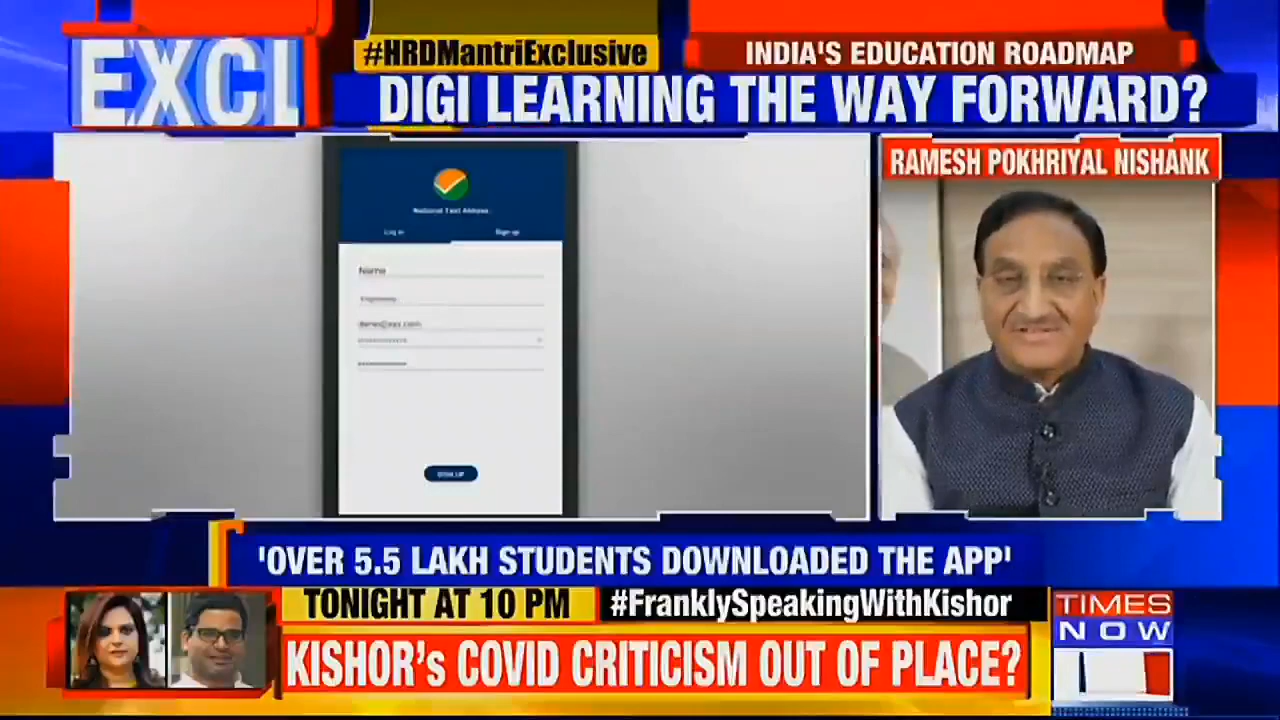 EXCL
#HRDMantriExclusive
INDIA'S EDUCATION ROADMAP
DIGI LEARNING THE WAY FORWARD?
RAMESH POKHRIYAL NISHANK
National Test Abhyas
Log in
Sign up
Name
SIGN UP
'OVER 5.5 LAKH STUDENTS DOWNLOADED THE APP'
TONIGHT AT 10 PM
#FranklySpeakingWithKishor
KISHOR's COVID CRITICISM OUT OF PLACE?
TIMES
NOW